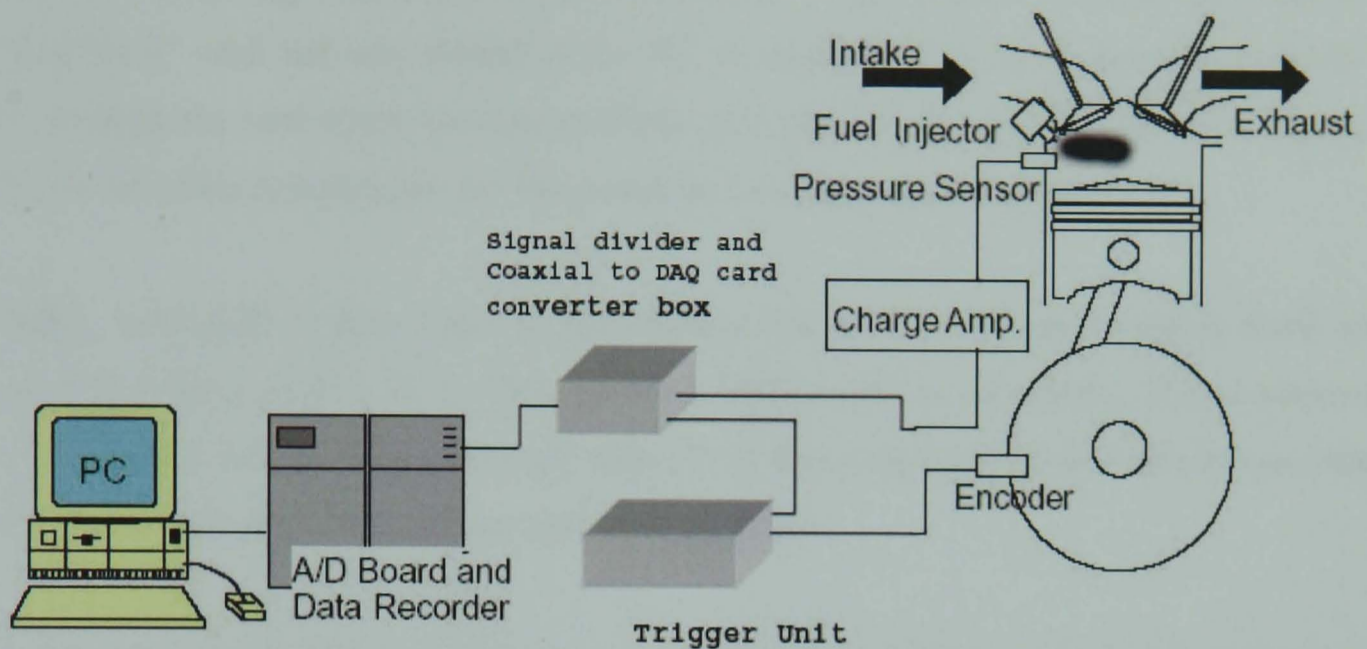 Intake
Fuel Injector
Exhaust
Pressure Sensor
Signal divider and
Coaxial to DAQ card
converter box
Charge Amp.
PC
Encoder
A/D Board and
Data Recorder
Trigger Unit